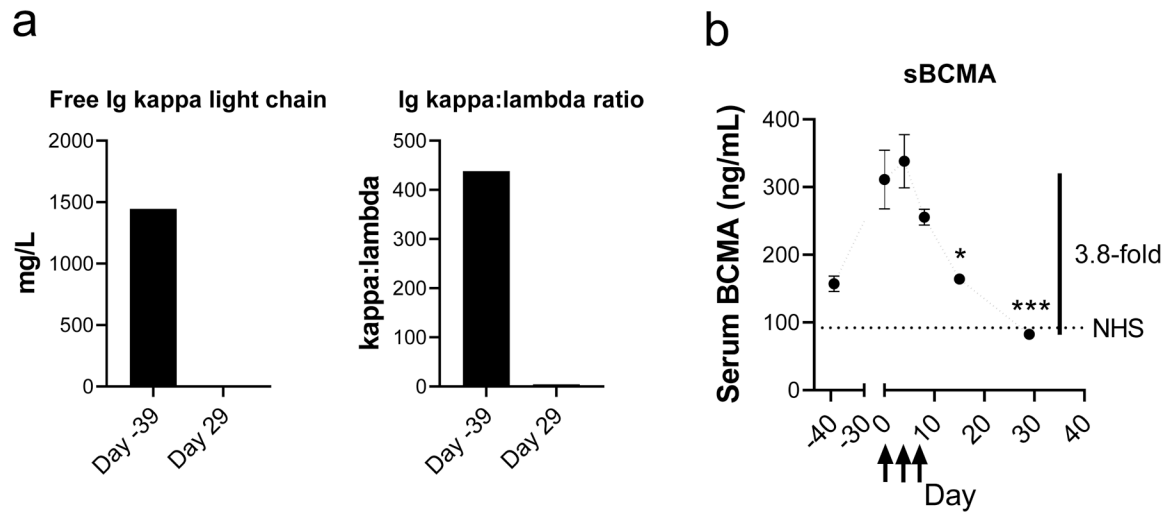 a
Free Ig kappa light chain
mg/L
2000
1500
1000
500
0
Day -39
Day 29
Ig kappa:lambda ratio
kappa:lambda
500
400
300
200
100
0
Day -39
Day 29
b
sBCMA
Serum BCMA (ng/mL)
400
300
200
100
0
*
***
3.8-fold
NHS
-40
-30
0
10
20
30
40
Day